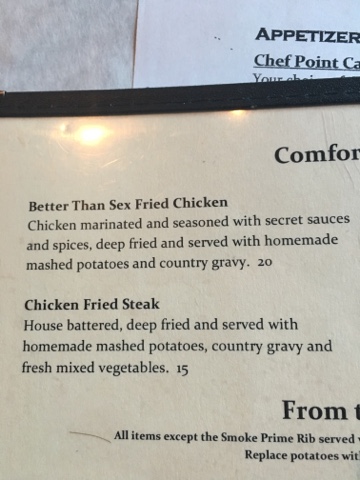 APPETIZER
Chef Point Ca
Your choice of
Comfor
Better Than Sex Fried Chicken
Chicken marinated and seasoned with secret sauces
and spices, deep fried and served with homemade
mashed potatoes and country gravy. 20
Chicken Fried Steak
House battered, deep fried and served with
homemade mashed potatoes, country gravy and
fresh mixed vegetables. 15
From t
All items except the Smoke Prime Rib served
Replace potatoes wit